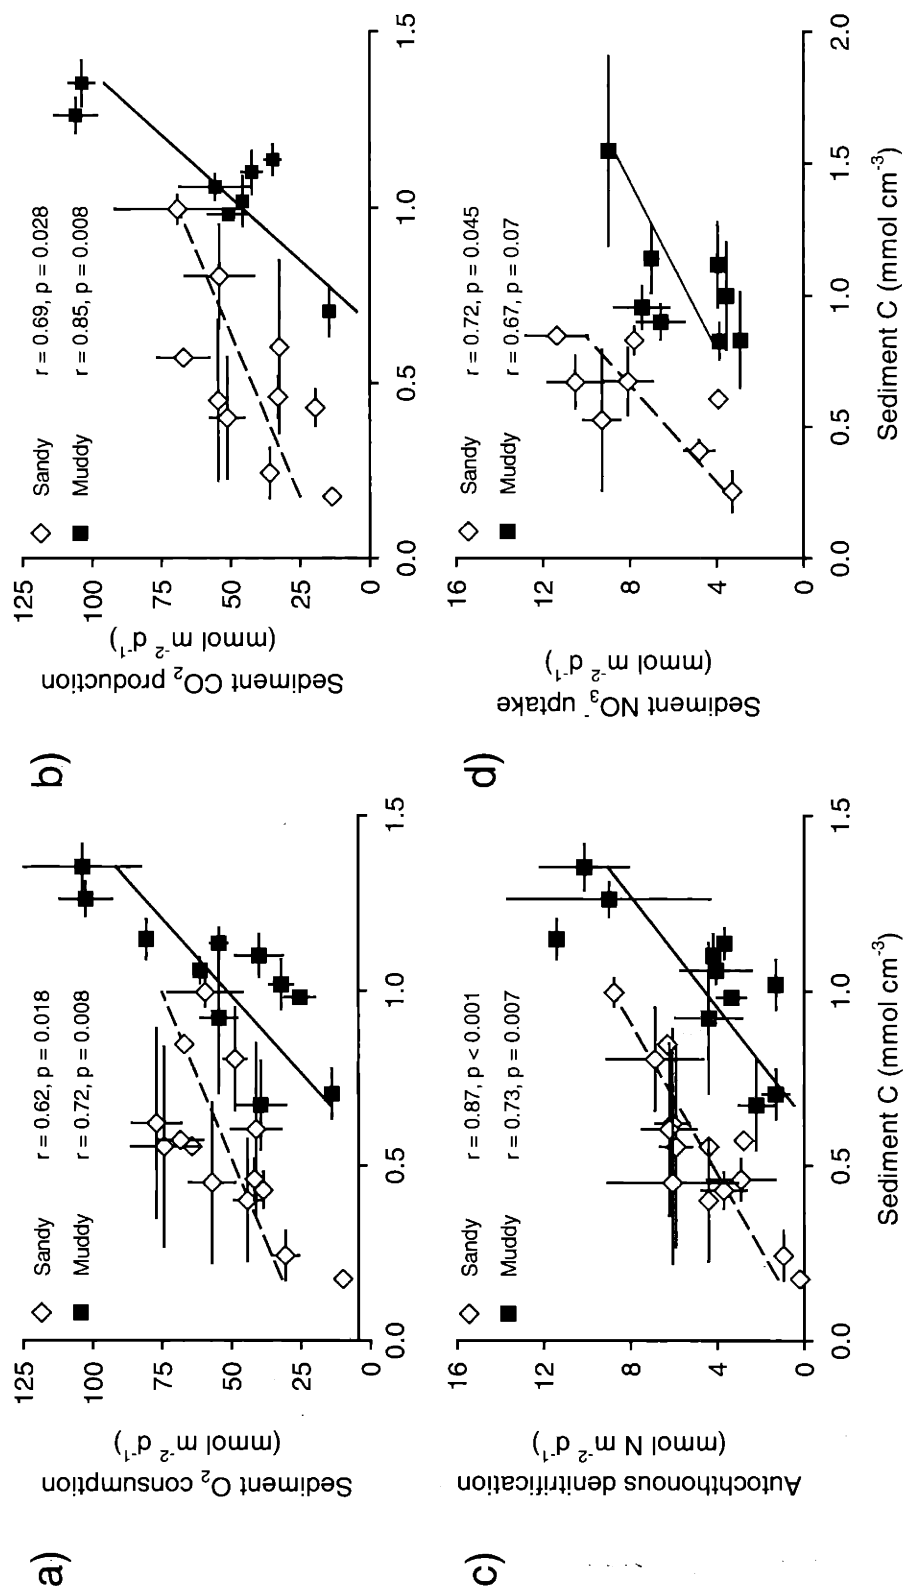 a)
Sediment O₂ consumption
(mmol m⁻² d⁻¹)
125
100
75
50
25
0
Sandy r = 0.62, p = 0.018
Muddy r = 0.72, p = 0.008
0.0 0.5 1.0 1.5
b)
Sediment CO₂ production
(mmol m⁻² d⁻¹)
125
100
75
50
25
0
Sandy r = 0.69, p = 0.028
Muddy r = 0.85, p = 0.008
0.0 0.5 1.0 1.5
c)
Autochthonous denitrification
(mmol N m⁻² d⁻¹)
16
12
8
4
0
Sandy r = 0.87, p < 0.001
Muddy r = 0.73, p = 0.007
0.0 0.5 1.0 1.5
Sediment C (mmol cm⁻³)
d)
Sediment NO₃⁻ uptake
(mmol m⁻² d⁻¹)
16
12
8
4
0
Sandy r = 0.72, p = 0.045
Muddy r = 0.67, p = 0.07
0.0 0.5 1.0 1.5 2.0
Sediment C (mmol cm⁻³)